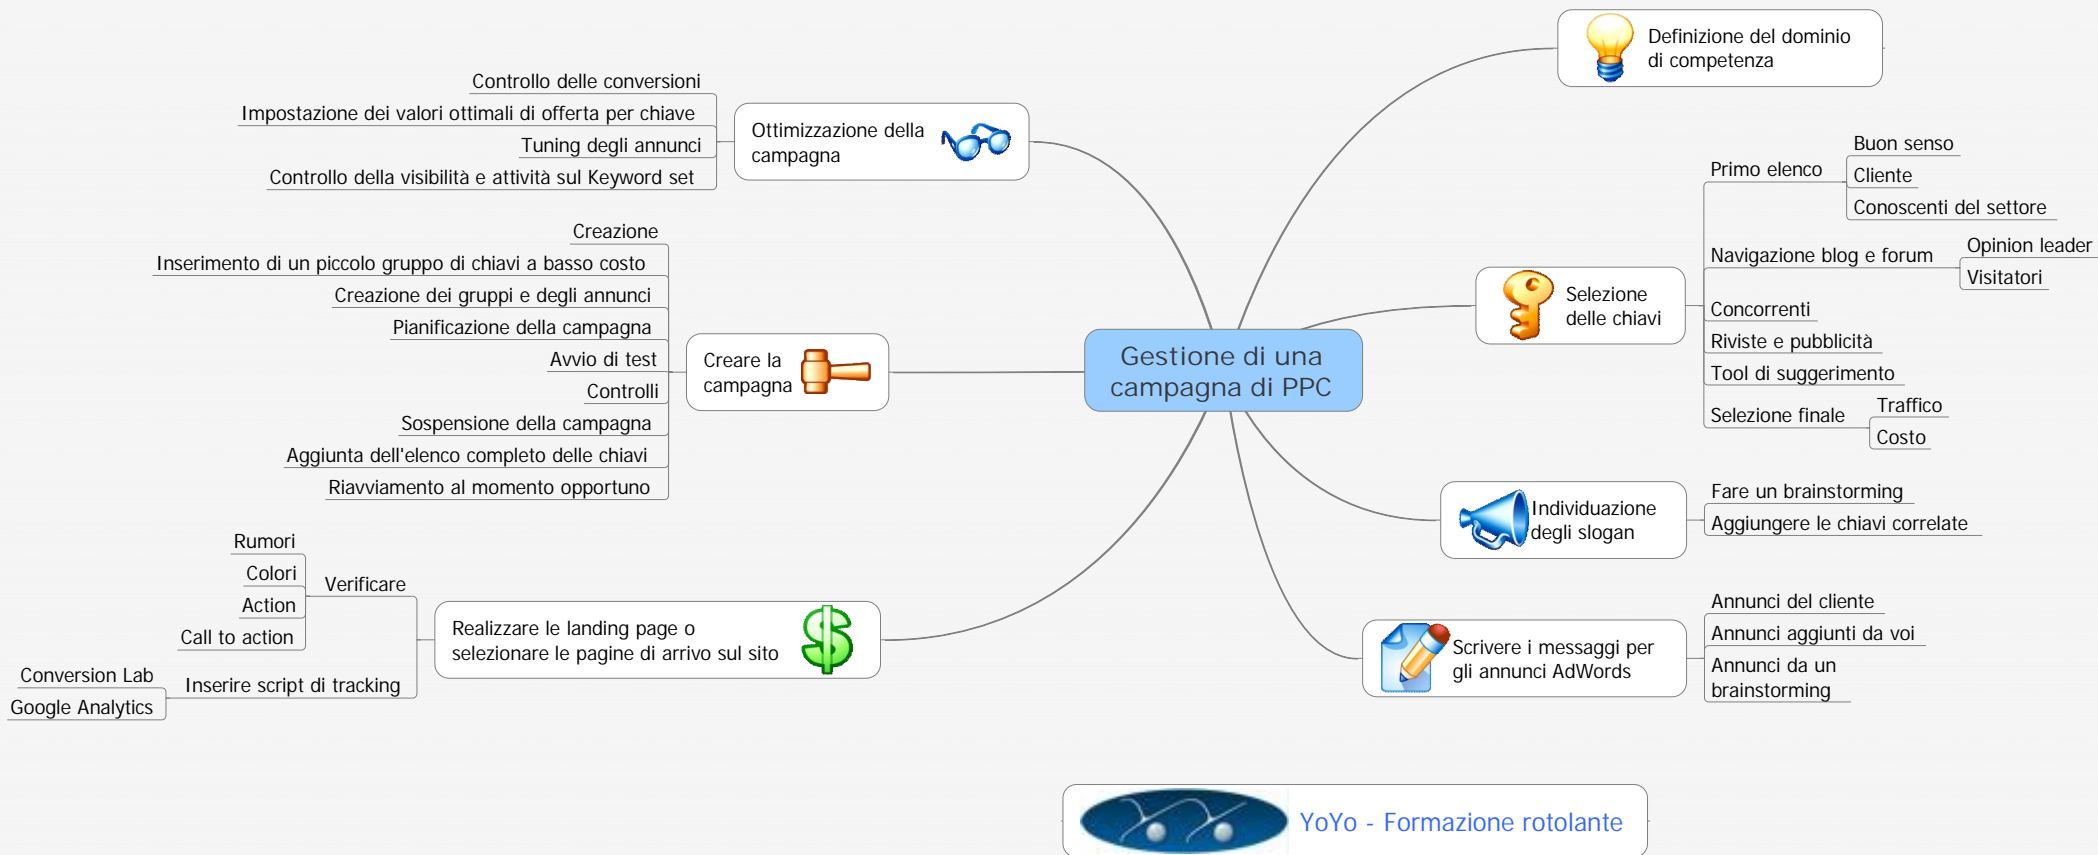 Gestione di una
campagna di PPC
Definizione del dominio
di competenza
Selezione
delle chiavi
Primo elenco
Buon senso
Cliente
Conoscenti del settore
Navigazione blog e forum
Opinion leader
Visitatori
Concorrenti
Riviste e pubblicità
Tool di suggerimento
Selezione finale
Traffico
Costo
Individuazione
degli slogan
Fare un brainstorming
Aggiungere le chiavi correlate
Scrivere i messaggi per
gli annunci AdWords
Annunci del cliente
Annunci aggiunti da voi
Annunci da un
brainstorming
Realizzare le landing page o
selezionare le pagine di arrivo sul sito
Verificare
Rumori
Colori
Action
Call to action
Inserire script di tracking
Conversion Lab
Google Analytics
Creare la
campagna
Creazione
Inserimento di un piccolo gruppo di chiavi a basso costo
Creazione dei gruppi e degli annunci
Pianificazione della campagna
Avvio di test
Controlli
Sospensione della campagna
Aggiunta dell'elenco completo delle chiavi
Riavviamento al momento opportuno
Ottimizzazione della
campagna
Controllo delle conversioni
Impostazione dei valori ottimali di offerta per chiave
Tuning degli annunci
Controllo della visibilità e attività sul Keyword set
YoYo - Formazione rotolante